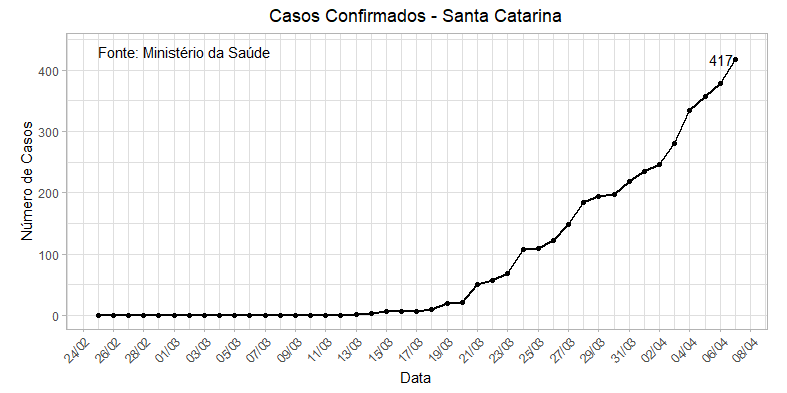 Casos Confirmados - Santa Catarina
Fonte: Ministério da Saúde
417
Número de Casos
400
300
200
100
0
24/02 26/02 28/02 01/03 03/03 05/03 07/03 09/03 11/03 13/03 15/03 17/03 19/03 21/03 23/03 25/03 27/03 29/03 31/03 02/04 04/04 06/04 08/04
Data